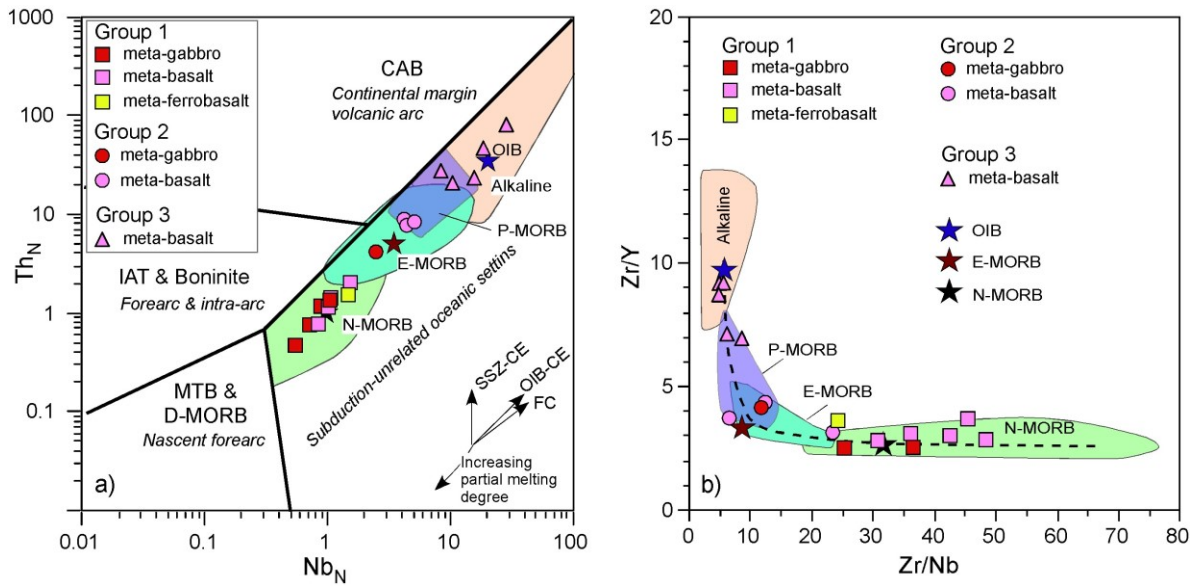 1000
100
10
1
0.1
Th_N
0.01
0.1
1
10
100
Nb_N
Group 1
meta-gabbro
meta-basalt
meta-ferrobasalt
Group 2
meta-gabbro
meta-basalt
Group 3
meta-basalt
CAB
Continental margin
volcanic arc
OIB
Alkaline
P-MORB
E-MORB
N-MORB
IAT & Boninite
Forearc & intra-arc
MTB &
D-MORB
Nascent forearc
Subduction-unrelated oceanic settins
SSZ-CE
OIB-CE
FC
Increasing
partial melting
degree
a)
20
15
10
5
0
Zr/Y
0
10
20
30
40
50
60
70
80
Zr/Nb
Group 1
meta-gabbro
meta-basalt
meta-ferrobasalt
Group 2
meta-gabbro
meta-basalt
Group 3
meta-basalt
OIB
E-MORB
N-MORB
Alkaline
P-MORB
E-MORB
N-MORB
b)